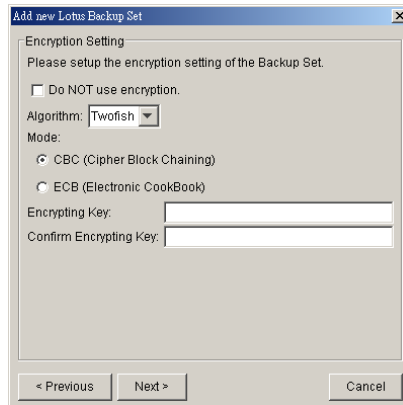 Add new Lotus Backup Set
Encryption Setting
Please setup the encryption setting of the Backup Set.
Do NOT use encryption.
Algorithm: Twofish
Mode:
CBC (Cipher Block Chaining)
ECB (Electronic CookBook)
Encrypting Key:
Confirm Encrypting Key:
< Previous Next > Cancel